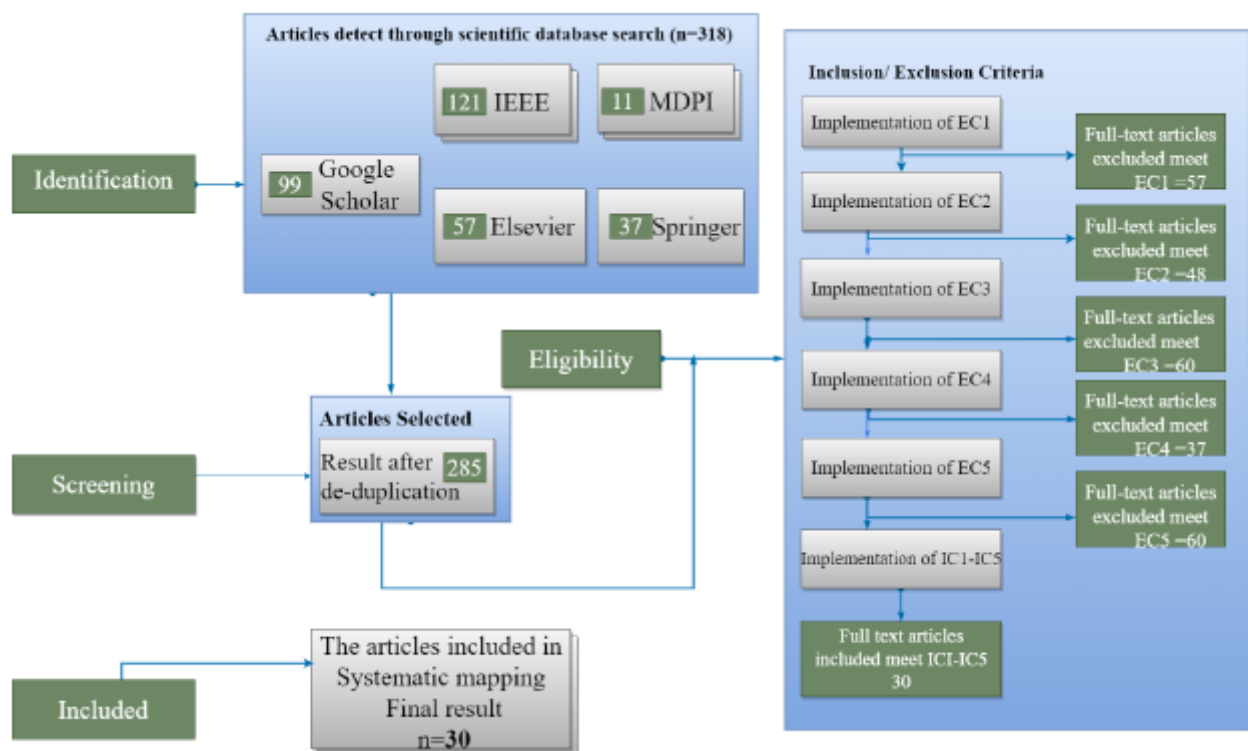 Articles detect through scientific database search (n=318)
121 IEEE
11 MDPI
99 Google
Scholar
57 Elsevier
37 Springer
Identification
Eligibility
Articles Selected
Result after 285
de-duplication
Screening
The articles included in
Systematic mapping
Final result
n=30
Included
Inclusion/ Exclusion Criteria
Implementation of EC1
Full-text articles
excluded meet
EC1 =57
Implementation of EC2
Full-text articles
excluded meet
EC2 =48
Implementation of EC3
Full-text articles
excluded meet
EC3 =60
Implementation of EC4
Full-text articles
excluded meet
EC4 =37
Implementation of EC5
Full-text articles
excluded meet
EC5 =60
Implementation of IC1-IC5
Full text articles
included meet ICI-IC5
30